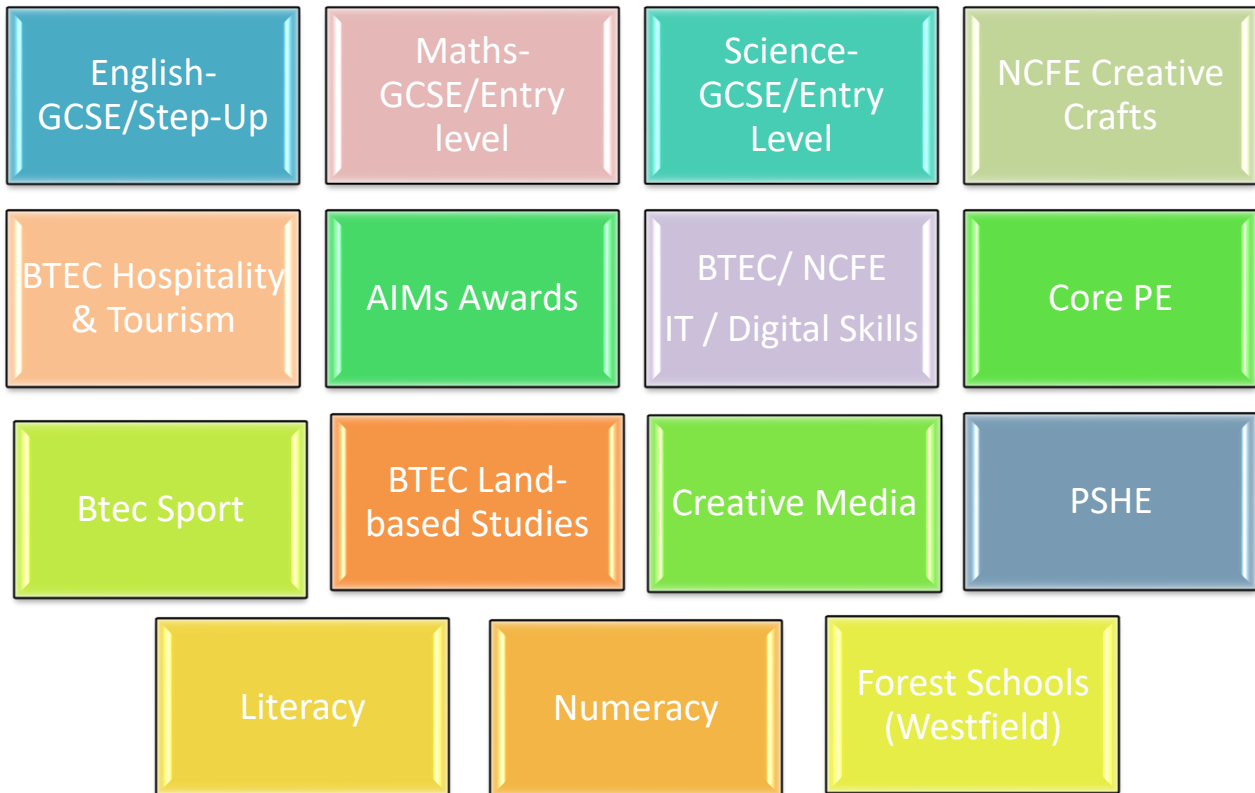 English-
GCSE/Step-Up
Maths-
GCSE/Entry
level
Science-
GCSE/Entry
Level
NCFE Creative
Crafts
BTEC Hospitality
& Tourism
AIMs Awards
BTEC/ NCFE
IT / Digital Skills
Core PE
Btec Sport
BTEC Land-
based Studies
Creative Media
PSHE
Literacy
Numeracy
Forest Schools
(Westfield)